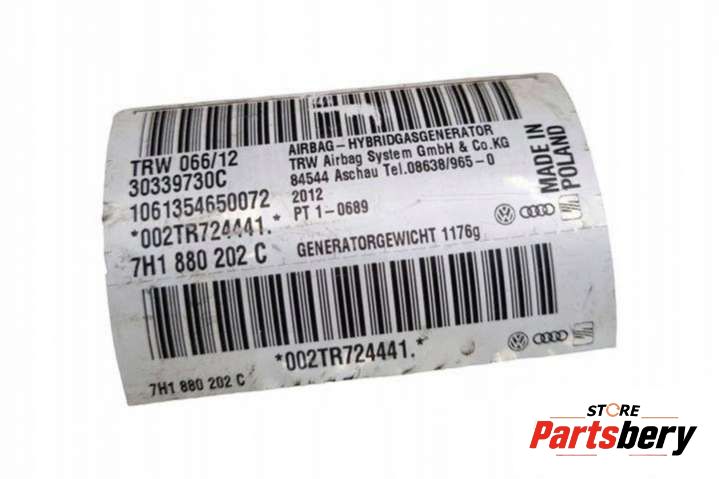 TRW 066/12
30339730C
1061354650072
*002TR724441.*
7H1 880 202 C
AIRBAG-HYBRIDGASGENERATOR
TRW Airbag System GmbH & Co.KG
84544 Aschau Tel.08638/965-0
2012
PT 1-0689
GENERATORGEWICHT 1176g
MADE IN
POLAND
*002TR724441.*
7H1 880 202 C
STORE
Partsbery